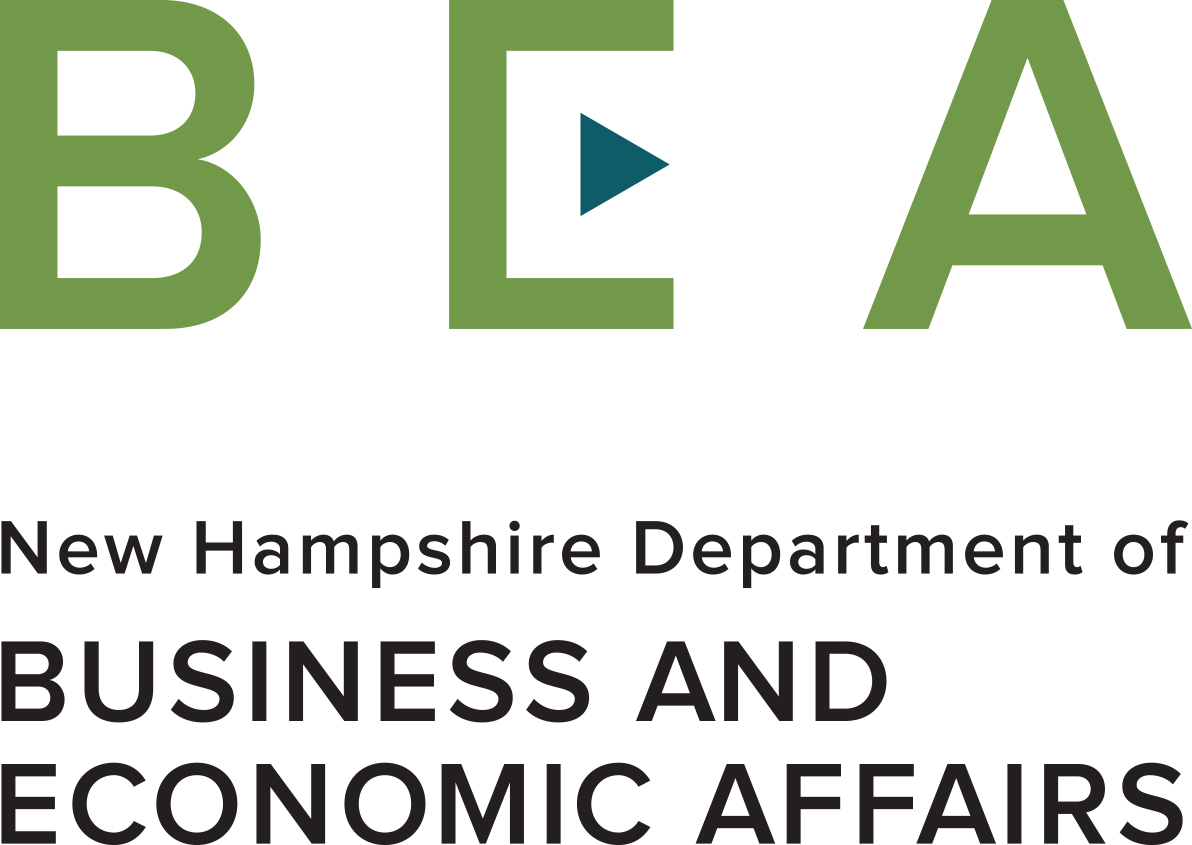 BEA
New Hampshire Department of
BUSINESS AND
ECONOMIC AFFAIRS